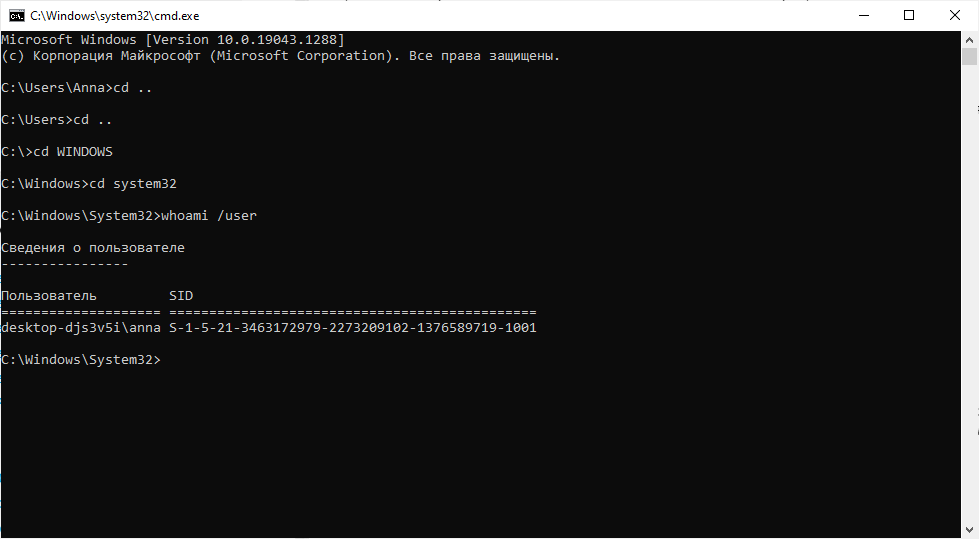 C:\Windows\system32\cmd.exe
Microsoft Windows [Version 10.0.19043.1288]
(c) Корпорация Майкрософт (Microsoft Corporation). Все права защищены.
C:\Users\Anna>cd ..
C:\Users>cd ..
C:\>cd WINDOWS
C:\Windows>cd system32
C:\Windows\System32>whoami /user
Сведения о пользователе
----------------
Пользователь SID
==================== ==============================================
desktop-djs3v5i\anna S-1-5-21-3463172979-2273209102-1376589719-1001
C:\Windows\System32>